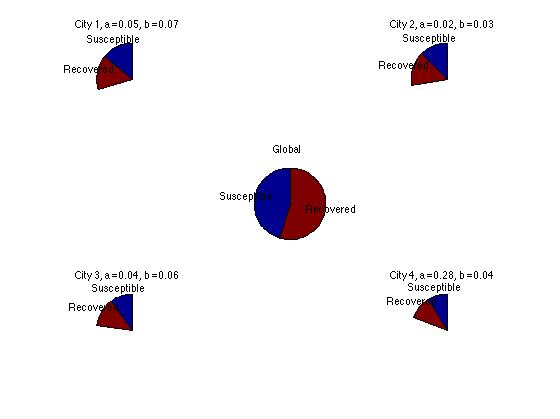 City 1, a=0.05, b=0.07
Susceptible
Recovered
City 2, a=0.02, b=0.03
Susceptible
Recovered
Global
Susceptible
Recovered
City 3, a=0.04, b=0.06
Susceptible
Recovered
City 4, a=0.28, b=0.04
Susceptible
Recovered